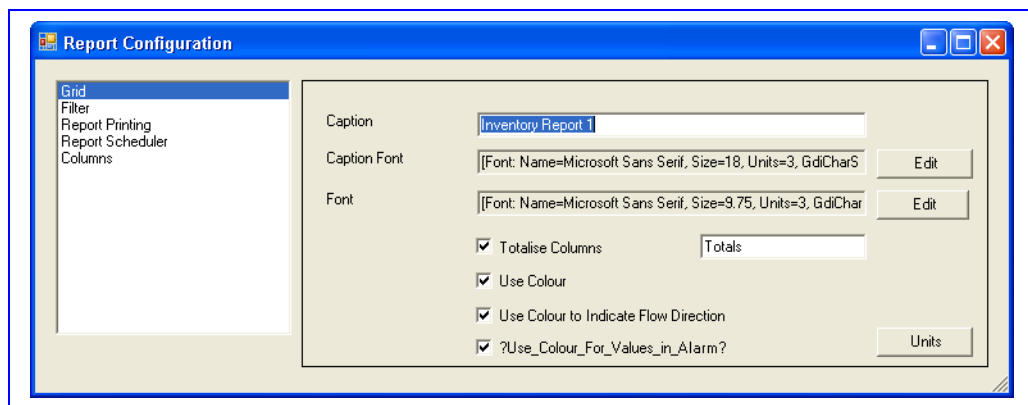 Report Configuration
Grid
Filter
Report Printing
Report Scheduler
Columns
Caption
Inventory Report 1
Caption Font
[Font: Name=Microsoft Sans Serif, Size=18, Units=3, GdiCharS
Edit
Font
[Font: Name=Microsoft Sans Serif, Size=9.75, Units=3, GdiChar
Edit
Totalise Columns
Totals
Use Colour
Use Colour to Indicate Flow Direction
?Use_Colour_For_Values_in_Alarm?
Units